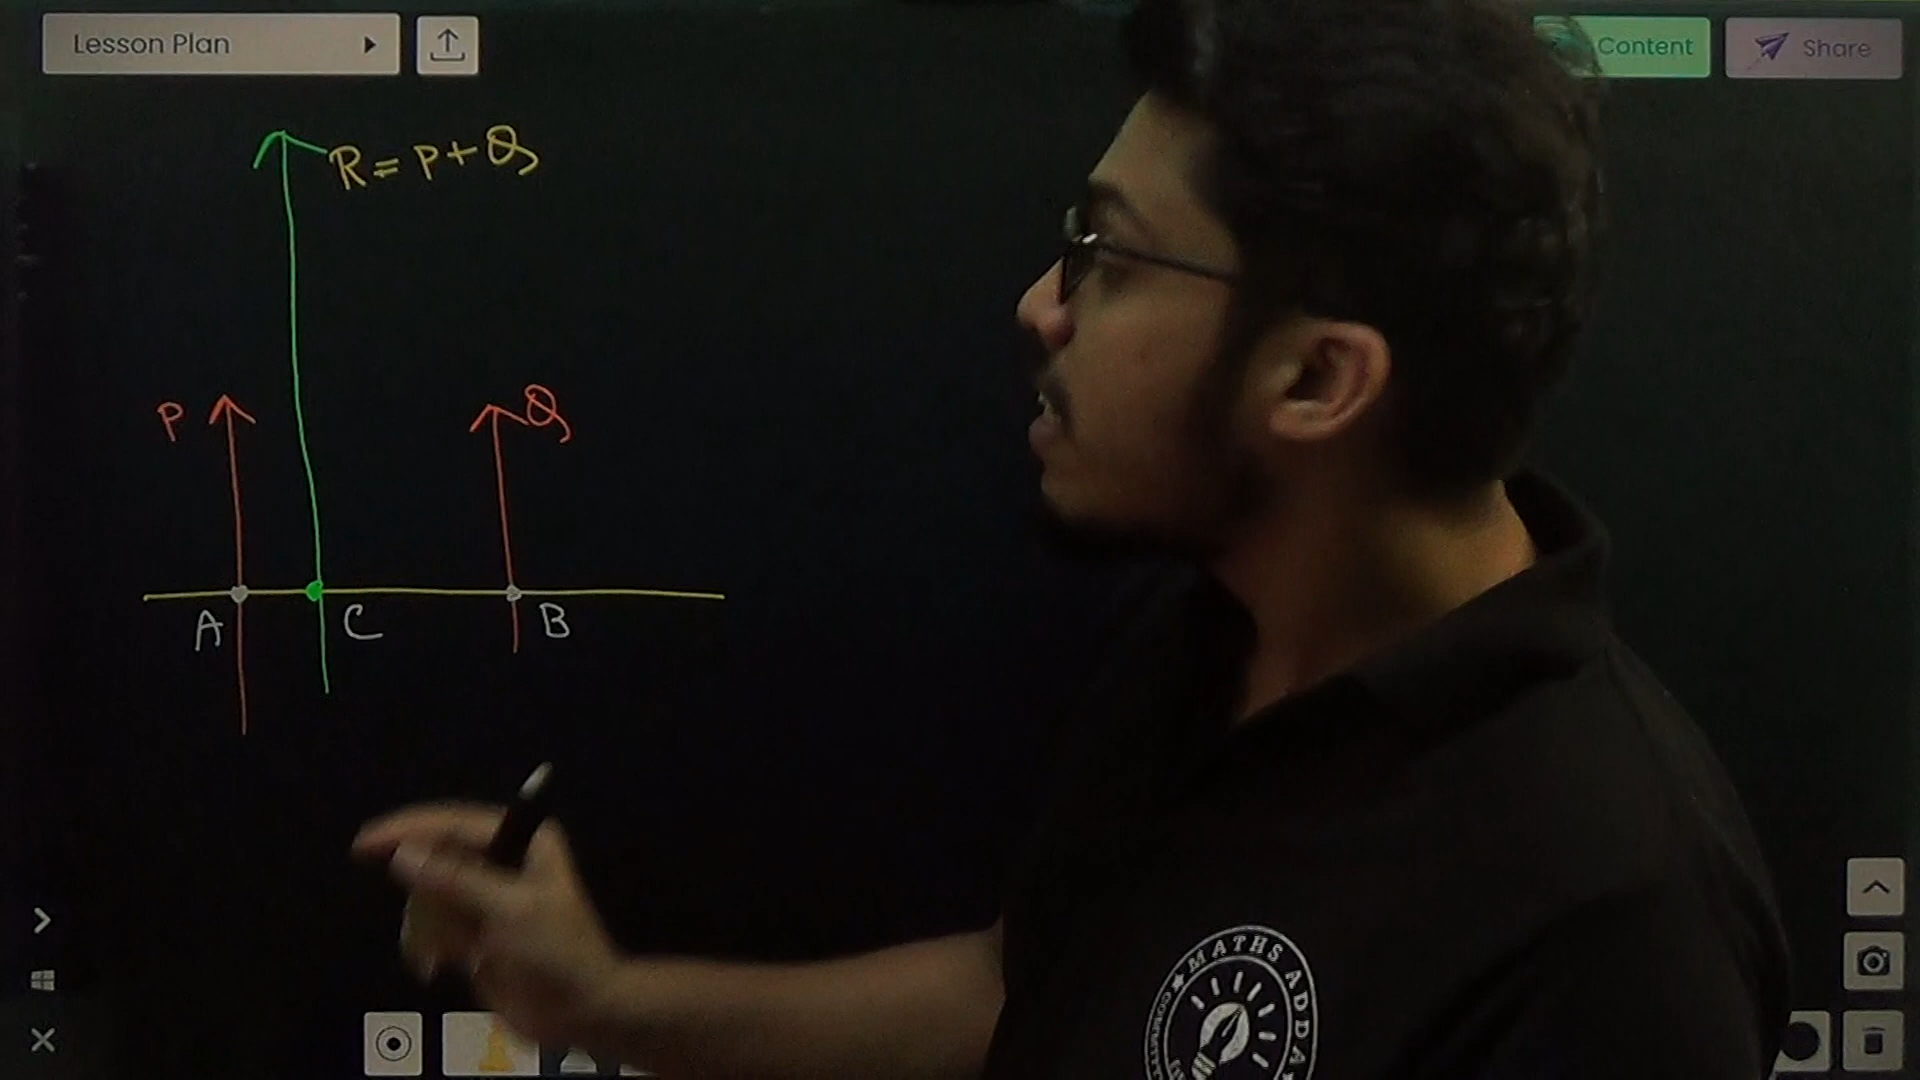 Lesson Plan
Content
Share
R = P + Q
P
Q
A
C
B
MATHS ADDA